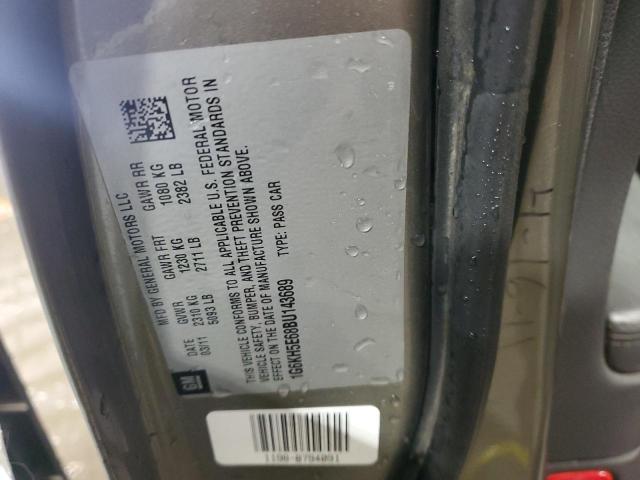 MFD BY GENERAL MOTORS LLC
DATE GVWR GAWR FRT GAWR RR
03/11 2310 KG 1230 KG 1080 KG
5093 LB 2711 LB 2382 LB
THIS VEHICLE CONFORMS TO ALL APPLICABLE U.S. FEDERAL MOTOR
VEHICLE SAFETY, BUMPER, AND THEFT PREVENTION STANDARDS IN
EFFECT ON THE DATE OF MANUFACTURE SHOWN ABOVE.
TYPE: PASS CAR
1G6KH5E68BU143689
GM